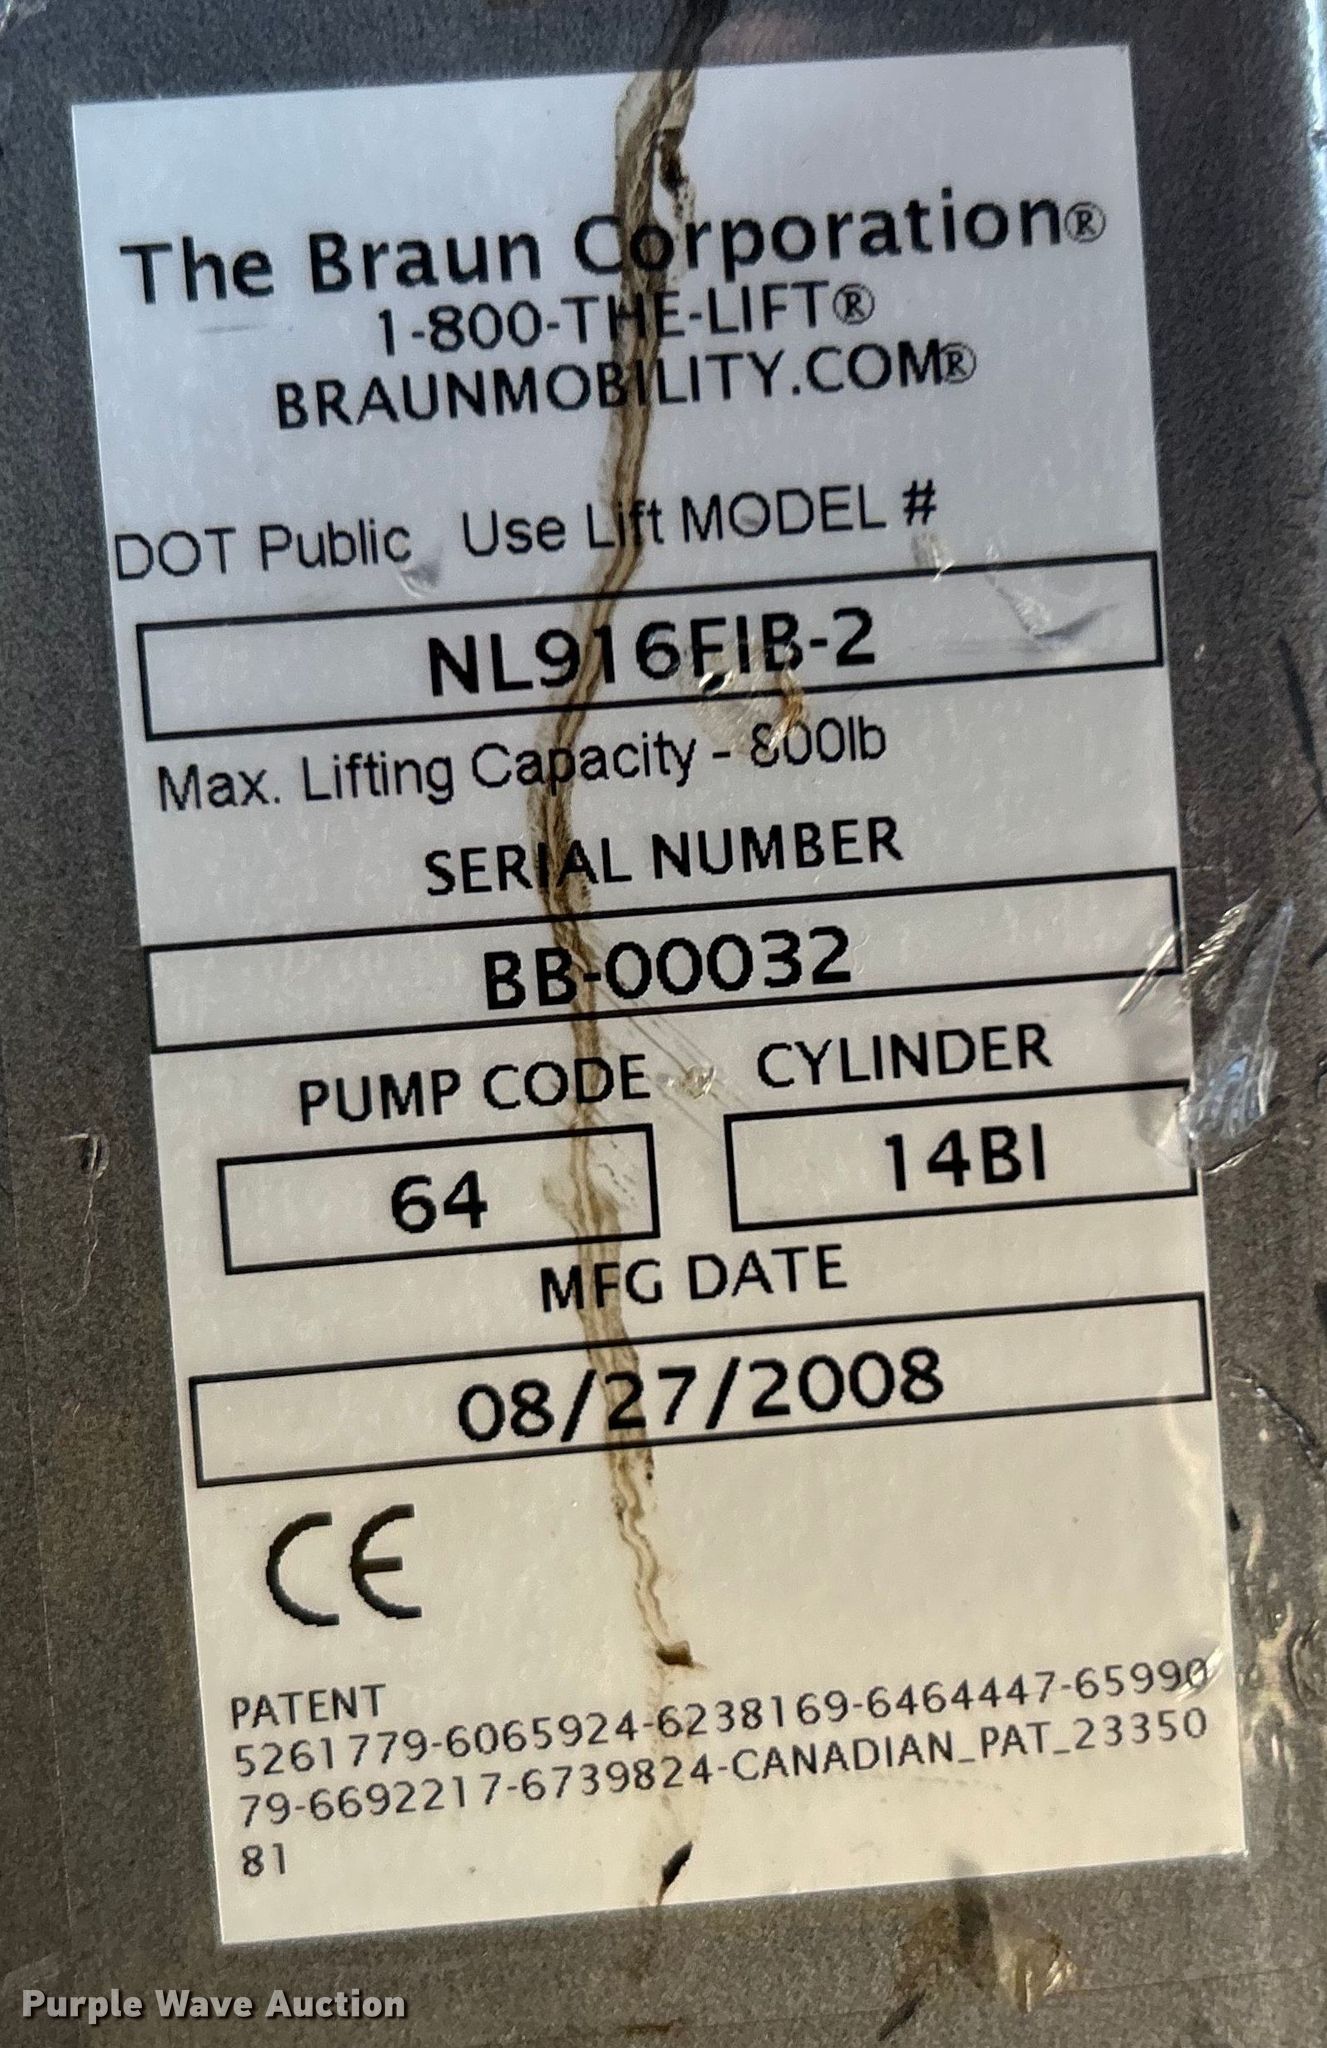 The Braun Corporation®
1-800-THE-LIFT®
BRAUNMOBILITY.COM®
DOT Public Use Lift MODEL #
NL916FIB-2
Max. Lifting Capacity - 800lb
SERIAL NUMBER
BB-00032
PUMP CODE CYLINDER
64 14BI
MFG DATE
08/27/2008
CE
PATENT
5261779-6065924-6238169-6464447-65990
79-6692217-6739824-CANADIAN_PAT_23350
81
Purple Wave Auction